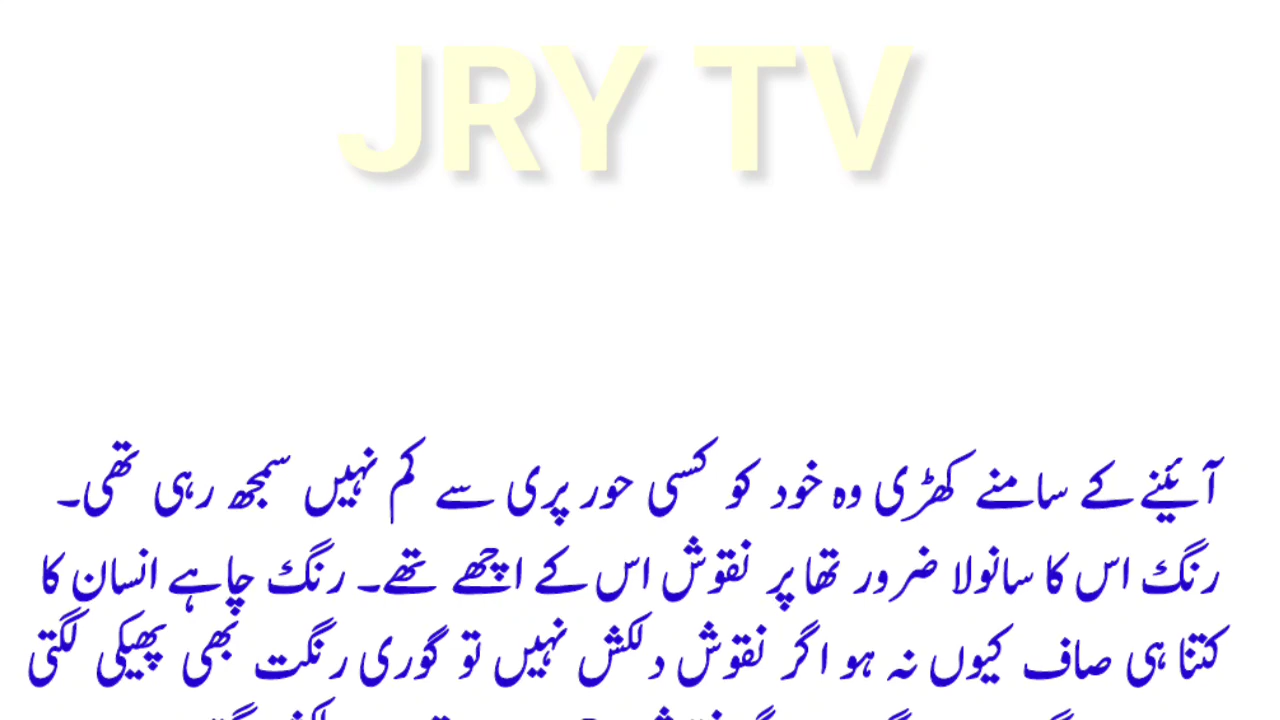 JRY TV
آئینے کے سامنے کھڑی وہ خود کو کسی حور پری سے کم نہیں سمجھ رہی تھی۔
رنگ اس کا سانولا ضرور تھا پر نقوش اس کے اچھے تھے۔ رنگ چاہے انسان کا
کتنا ہی صاف کیوں نہ ہو اگر نقوش دلکش نہیں تو گوری رنگت بھی پھیکی لگتی